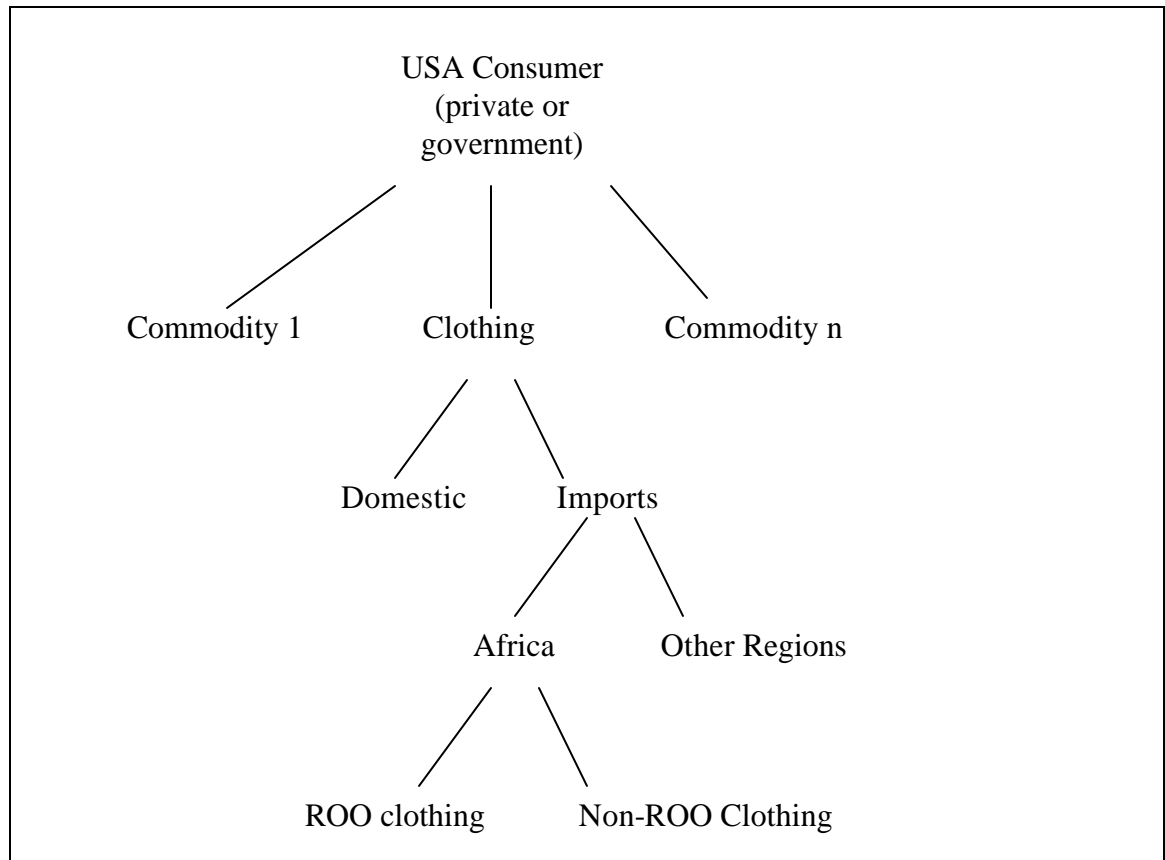 USA Consumer
(private or
government)
Commodity 1
Clothing
Commodity n
Domestic
Imports
Africa
Other Regions
ROO clothing
Non-ROO Clothing